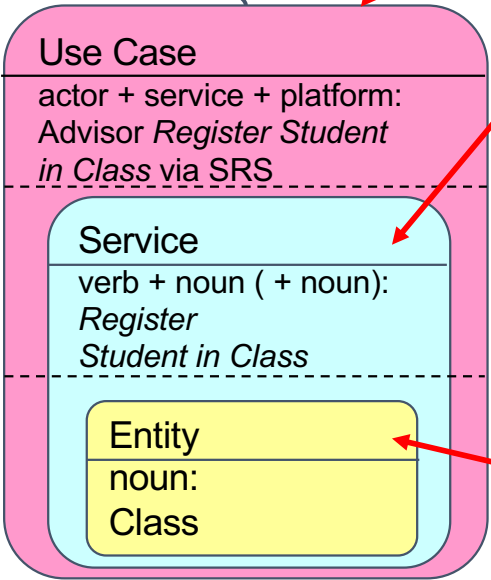 Use Case
actor + service + platform:
Advisor Register Student
in Class via SRS
Service
verb + noun ( + noun):
Register
Student in Class
Entity
noun:
Class